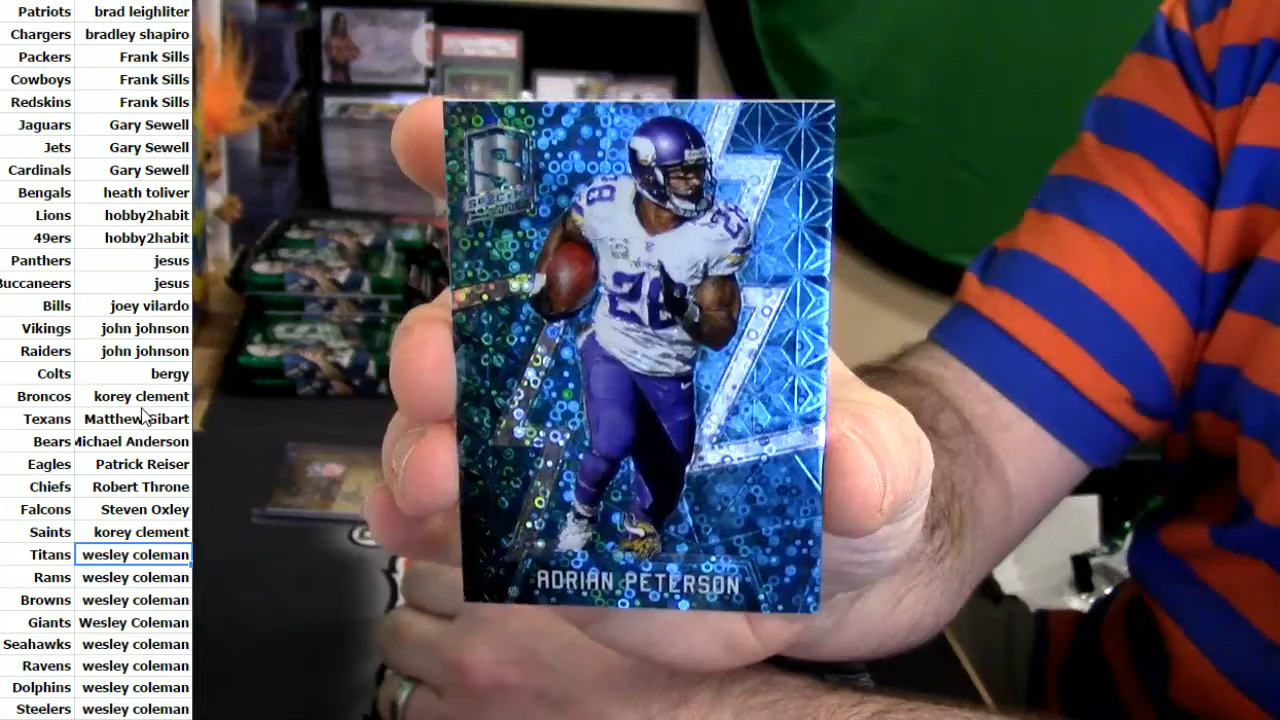 Patriots brad leighliter
Chargers bradley shapiro
Packers Frank Sills
Cowboys Frank Sills
Redskins Frank Sills
Jaguars Gary Sewell
Jets Gary Sewell
Cardinals Gary Sewell
Bengals heath toliver
Lions hobby2habit
49ers hobby2habit
Panthers jesus
Buccaneers jesus
Bills joey vilardo
Vikings john johnson
Raiders john johnson
Colts bergy
Broncos korey clement
Texans Matthew Gibart
Bears Michael Anderson
Eagles Patrick Reiser
Chiefs Robert Throne
Falcons Steven Oxley
Saints korey clement
Titans wesley coleman
Rams wesley coleman
Browns wesley coleman
Giants Wesley Coleman
Seahawks wesley coleman
Ravens wesley coleman
Dolphins wesley coleman
Steelers wesley coleman
S
28
28
ADRIAN PETERSON